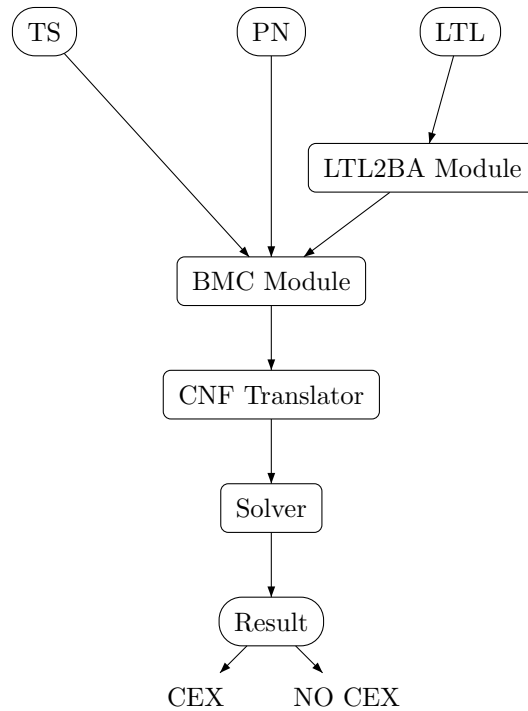 TS
PN
LTL
LTL2BA Module
BMC Module
CNF Translator
Solver
Result
CEX
NO CEX